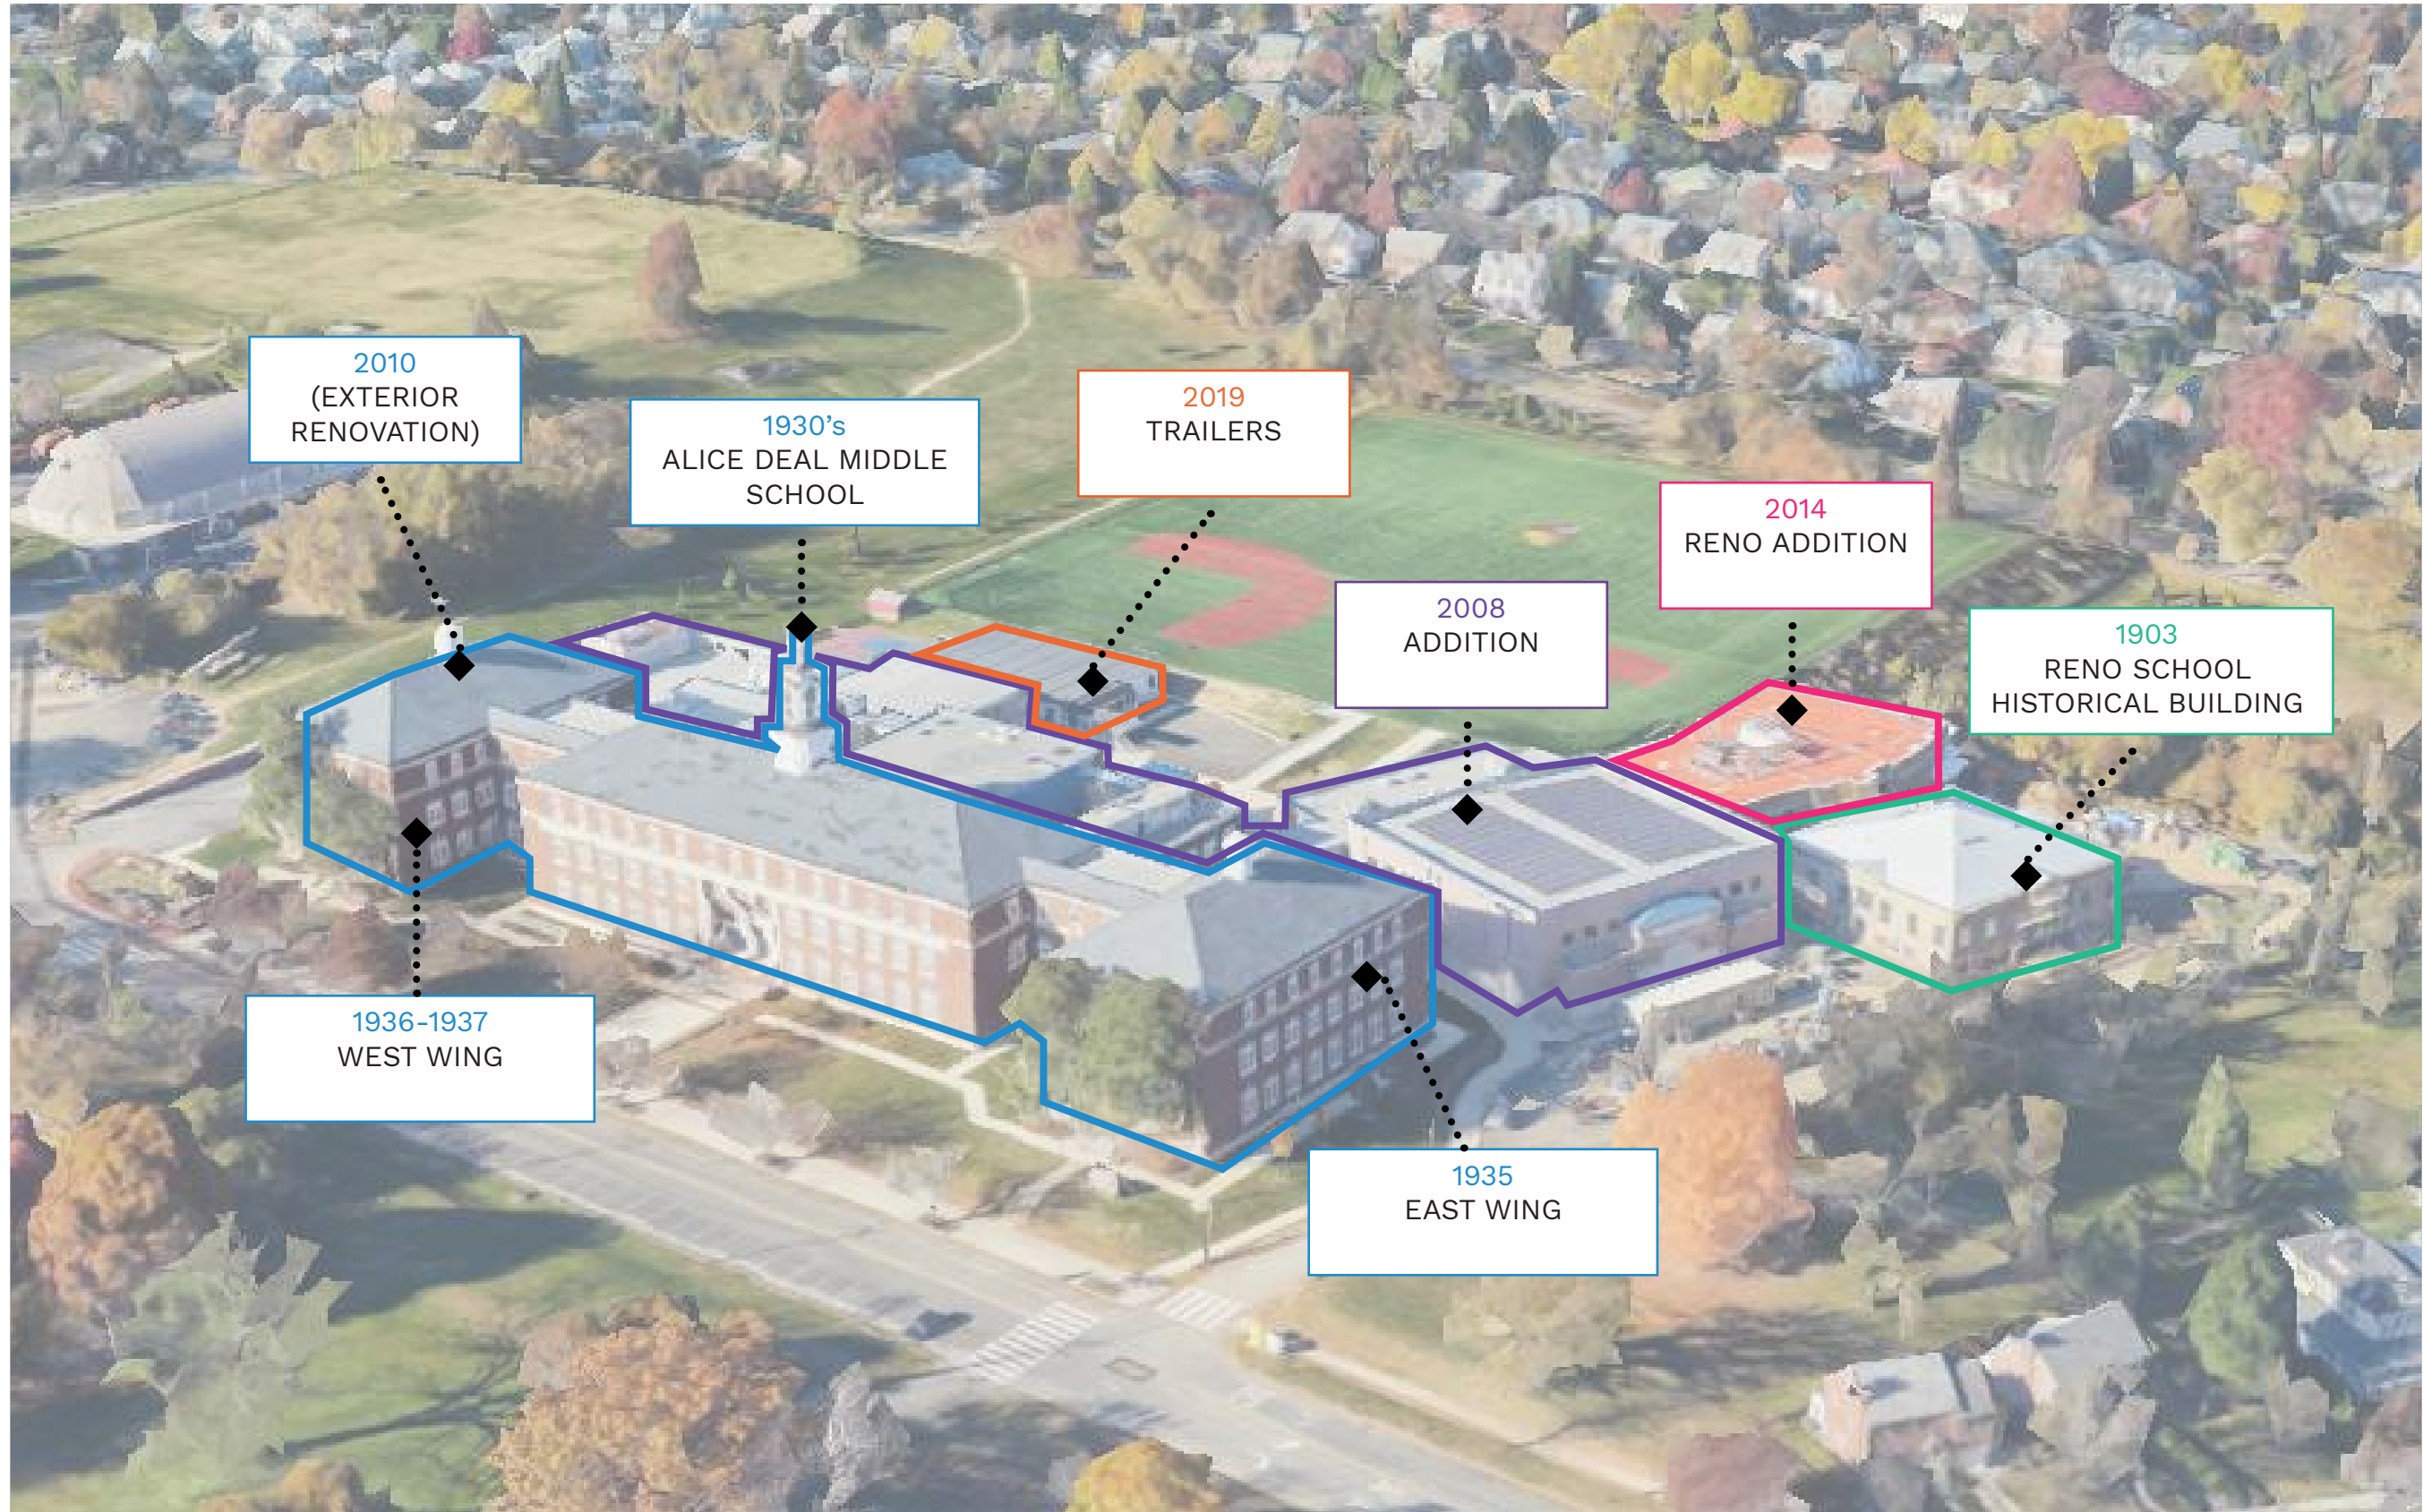 2010
(EXTERIOR
RENOVATION)
1930’s
ALICE DEAL MIDDLE
SCHOOL
2019
TRAILERS
2014
RENO ADDITION
2008
ADDITION
1903
RENO SCHOOL
HISTORICAL BUILDING
1936-1937
WEST WING
1935
EAST WING